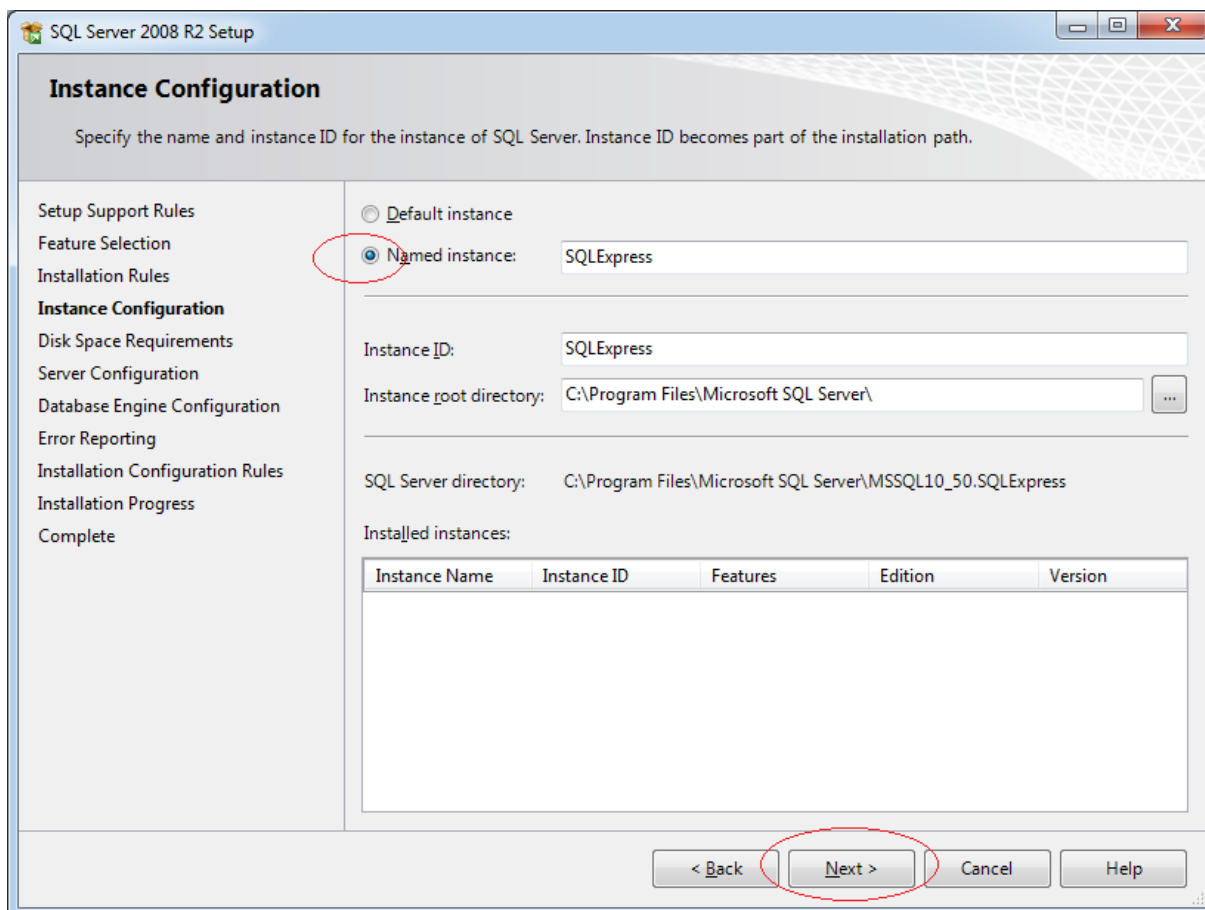 SQL Server 2008 R2 Setup
Instance Configuration
Specify the name and instance ID for the instance of SQL Server. Instance ID becomes part of the installation path.
Setup Support Rules
Feature Selection
Installation Rules
Instance Configuration
Disk Space Requirements
Server Configuration
Database Engine Configuration
Error Reporting
Installation Configuration Rules
Installation Progress
Complete
Default instance
Named instance: SQLExpress
Instance ID: SQLExpress
Instance root directory: C:\Program Files\Microsoft SQL Server\ ...
SQL Server directory: C:\Program Files\Microsoft SQL Server\MSSQL10_50.SQLExpress
Installed instances:
Instance Name Instance ID Features Edition Version
< Back Next > Cancel Help